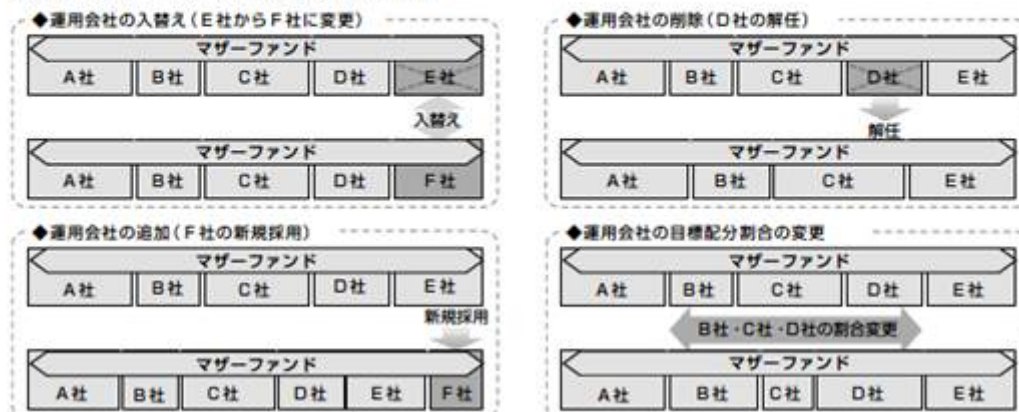 ◆運用会社の入替え(E社からF社に変更)
マザーファンド
A社 B社 C社 D社 E社
入替え
マザーファンド
A社 B社 C社 D社 F社
◆運用会社の削除(D社の解任)
マザーファンド
A社 B社 C社 D社 E社
解任
マザーファンド
A社 B社 C社 E社
◆運用会社の追加(F社の新規採用)
マザーファンド
A社 B社 C社 D社 E社
新規採用
マザーファンド
A社 B社 C社 D社 E社 F社
◆運用会社の目標配分割合の変更
マザーファンド
A社 B社 C社 D社 E社
B社・C社・D社の割合変更
マザーファンド
A社 B社 C社 D社 E社